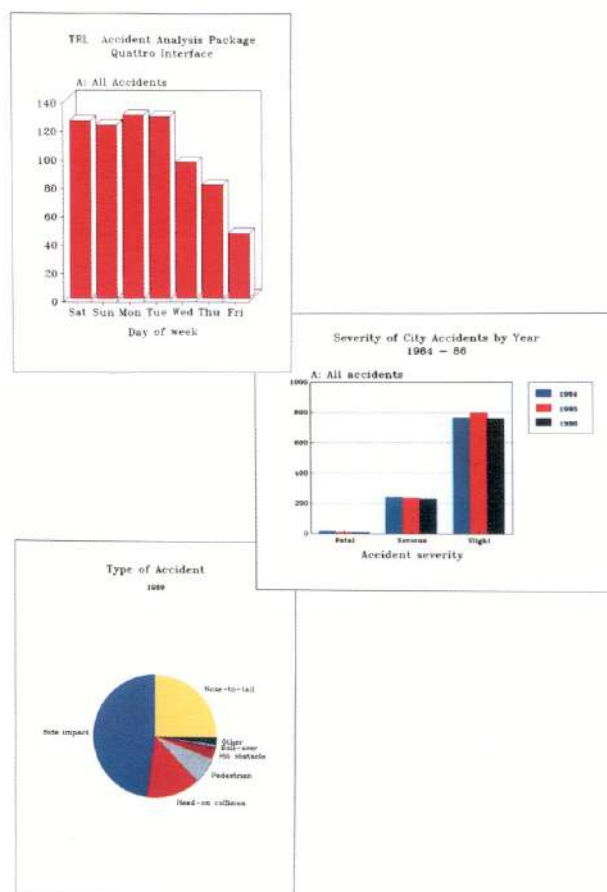 TRL Accident Analysis Package
Quattro Interface
A: All Accidents
140
120
100
80
60
40
20
0
Sat Sun Mon Tue Wed Thu Fri
Day of week
Severity of City Accidents by Year
1984 - 86
A: All accidents
1000
800
600
400
200
0
1984
1985
1986
Fatal Serious Slight
Accident severity
Type of Accident
1989
Nose-to-tail
Side impact
Other
Roll-over
Hit obstacle
Pedestrian
Head-on collision